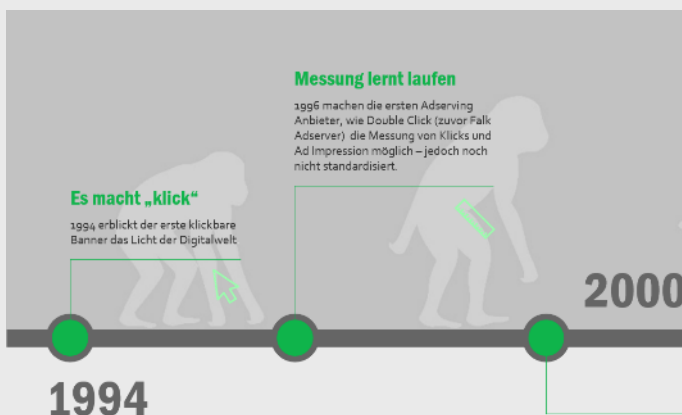 Messung lernt laufen
1996 machen die ersten Adserving
Anbieter, wie Double Click (zuvor Falk
Adserver) die Messung von Klicks und
Ad Impression möglich – jedoch noch
nicht standardisiert.
Es macht „klick“
1994 erblickt der erste klickbare
Banner das Licht der Digitalwelt
2000
1994